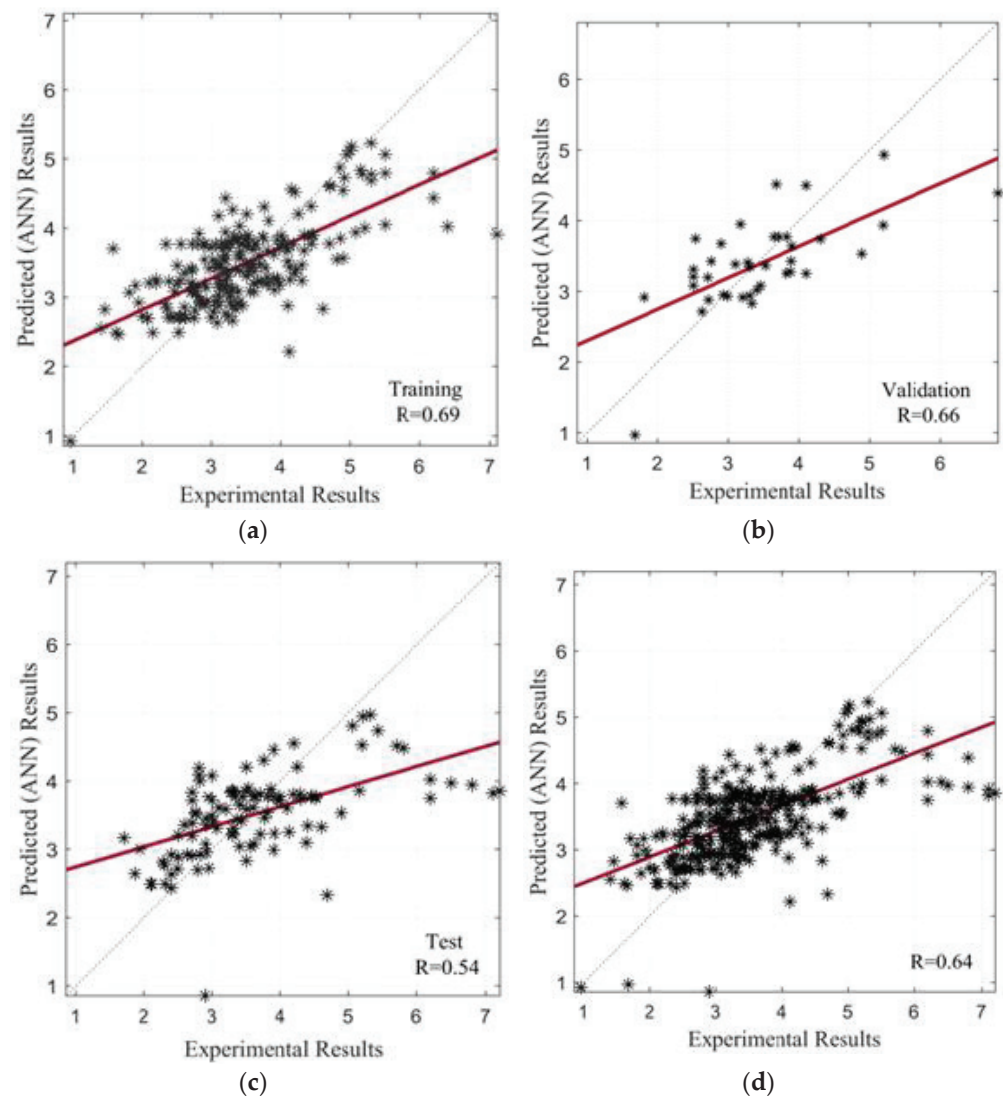 7
6
5
4
3
2
1
Predicted (ANN) Results
Training
R=0.69
1 2 3 4 5 6 7
Experimental Results
(a)
6
5
4
3
2
1
Predicted (ANN) Results
Validation
R=0.66
1 2 3 4 5 6
Experimental Results
(b)
7
6
5
4
3
2
1
Predicted (ANN) Results
Test
R=0.54
1 2 3 4 5 6 7
Experimental Results
(c)
7
6
5
4
3
2
1
Predicted (ANN) Results
R=0.64
1 2 3 4 5 6 7
Experimental Results
(d)